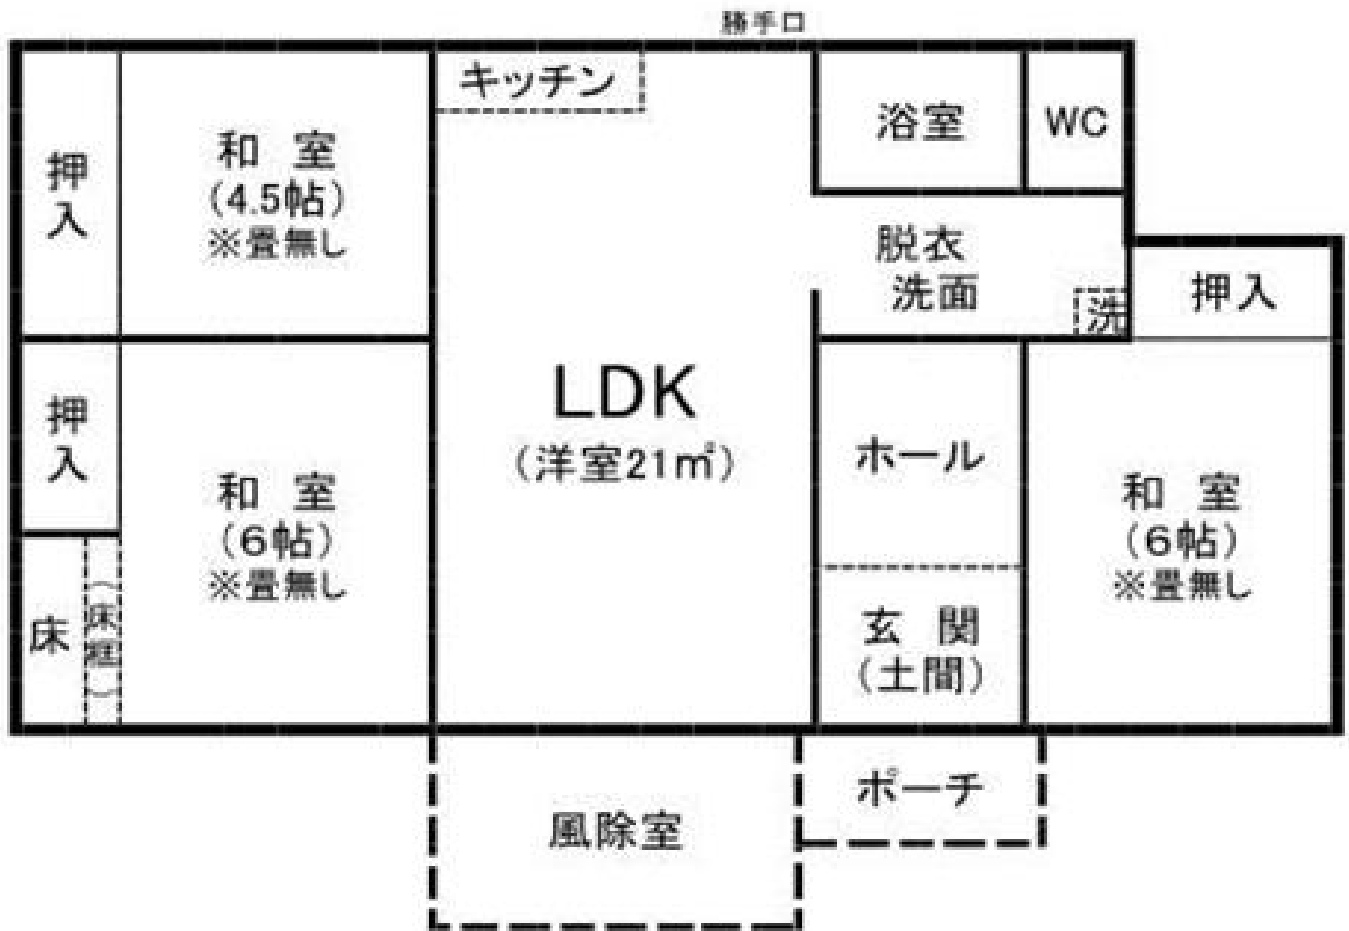 勝手口
キッチン
浴室
WC
押入
和室
(4.5帖)
※畳無し
脱衣
洗面
洗
押入
LDK
(洋室21㎡)
押入
和室
(6帖)
※畳無し
ホール
和室
(6帖)
※畳無し
床
(床框)
玄関
(土間)
ポーチ
風除室